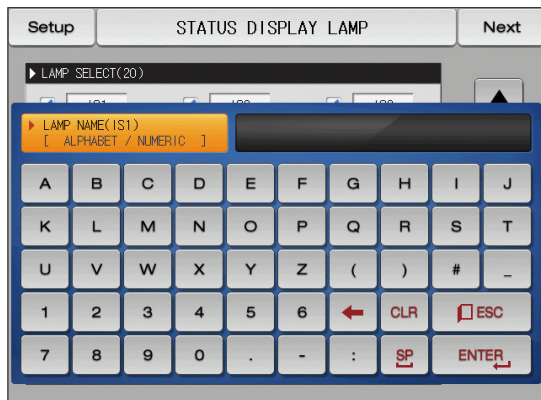 Setup STATUS DISPLAY LAMP Next
▶ LAMP SELECT(20)
▶ LAMP NAME(IS1)
[ ALPHABET / NUMERIC ]
A B C D E F G H I J
K L M N O P Q R S T
U V W X Y Z ( ) # _
1 2 3 4 5 6 ← CLR ESC
7 8 9 0 . - : SP ENTER